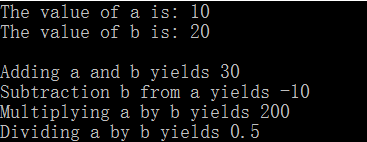 The value of a is: 10
The value of b is: 20
Adding a and b yields 30
Subtraction b from a yields -10
Multiplying a by b yields 200
Dividing a by b yields 0.5